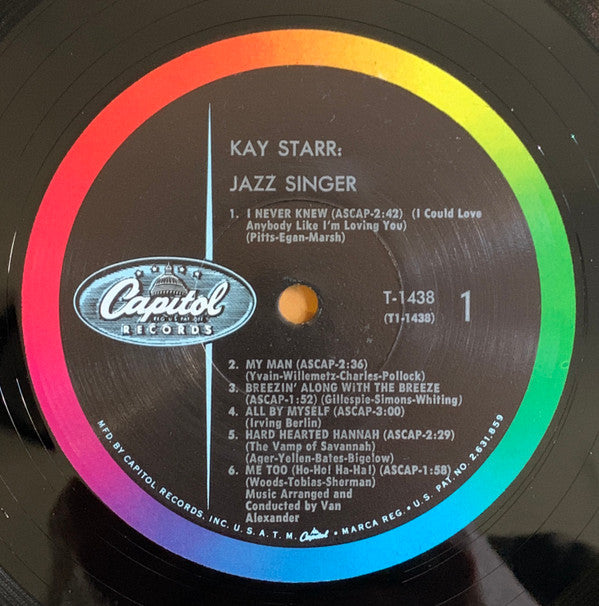 KAY STARR:
JAZZ SINGER
1. I NEVER KNEW (ASCAP-2:42) (I Could Love
Anybody Like I'm Loving You)
(Pitts-Egan-Marsh)
Capitol
RECORDS
T-1438
(T1-1438)
1
2. MY MAN (ASCAP-2:36)
(Yvain-Willemetz-Charles-Pollock)
3. BREEZIN' ALONG WITH THE BREEZE
(ASCAP-1:52) (Gillespie-Simons-Whiting)
4. ALL BY MYSELF (ASCAP-3:00)
(Irving Berlin)
5. HARD HEARTED HANNAH (ASCAP-2:29)
(The Vamp of Savannah)
(Ager-Yellen-Bates-Bigelow)
6. ME TOO (Ho-Ho! Ha-Ha!) (ASCAP-1:58)
(Woods-Tobias-Sherman)
Music Arranged and
Conducted by Van
Alexander
MFD. BY CAPITOL RECORDS, INC. U. S. A. T. M. Capitol • MARCA REG. • U. S. PAT. NO. 2,631,859